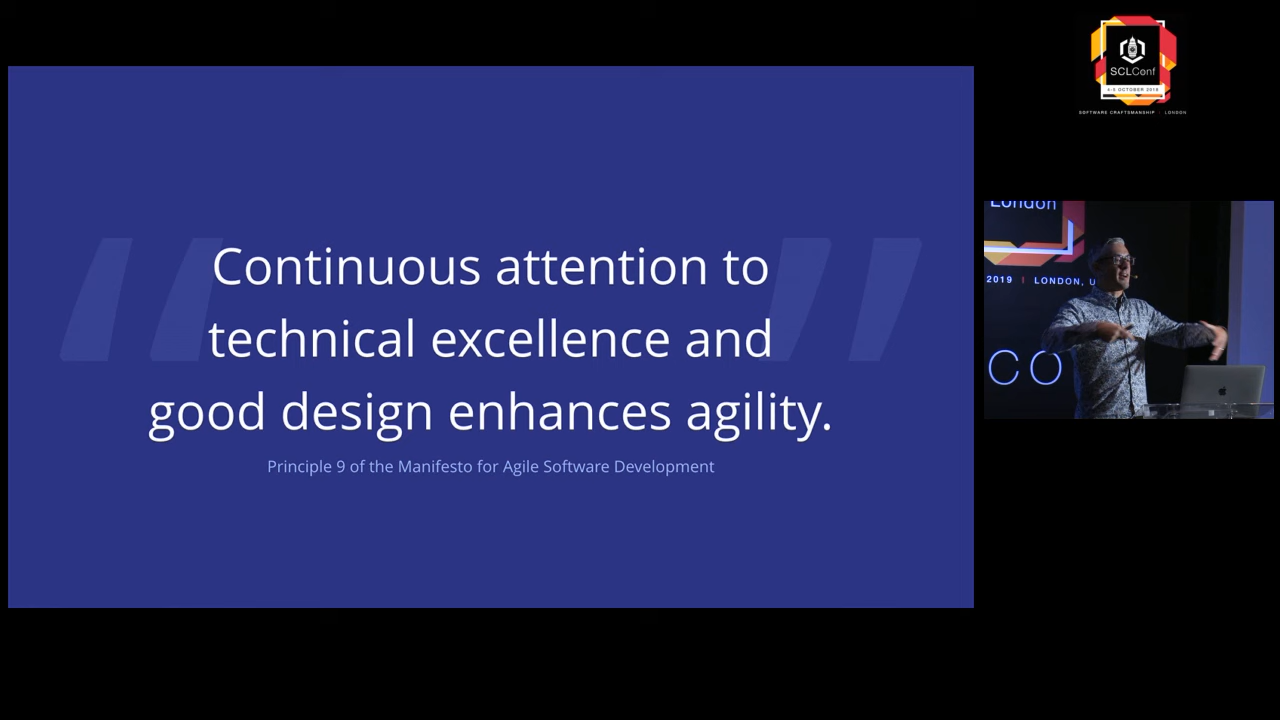 Continuous attention to
technical excellence and
good design enhances agility.
Principle 9 of the Manifesto for Agile Software Development
SCLConf
SOFTWARE CRAFTSMANSHIP LONDON
London
2019 | LONDON, U
CO